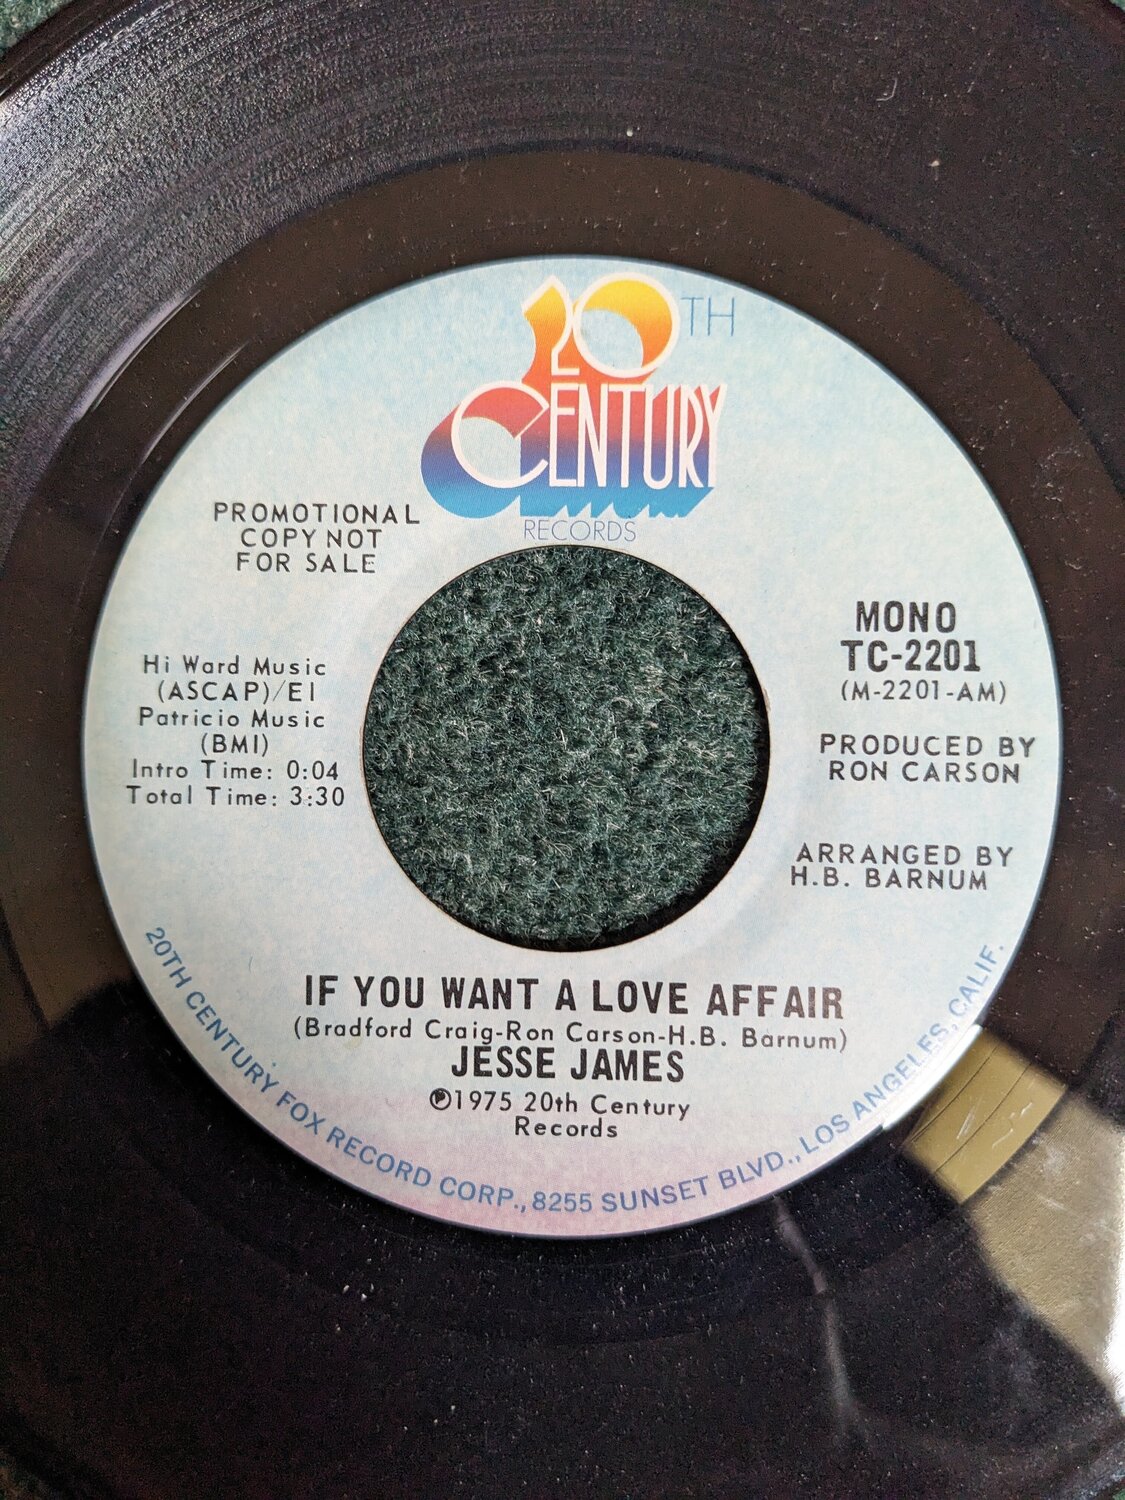 20TH
CENTURY
RECORDS
PROMOTIONAL
COPY NOT
FOR SALE
Hi Ward Music
(ASCAP)/EI
Patricio Music
(BMI)
Intro Time: 0:04
Total Time: 3:30
MONO
TC-2201
(M-2201-AM)
PRODUCED BY
RON CARSON
ARRANGED BY
H.B. BARNUM
IF YOU WANT A LOVE AFFAIR
(Bradford Craig-Ron Carson-H.B. Barnum)
JESSE JAMES
℗1975 20th Century
Records
20TH CENTURY FOX RECORD CORP., 8255 SUNSET BLVD., LOS ANGELES, CALIF.